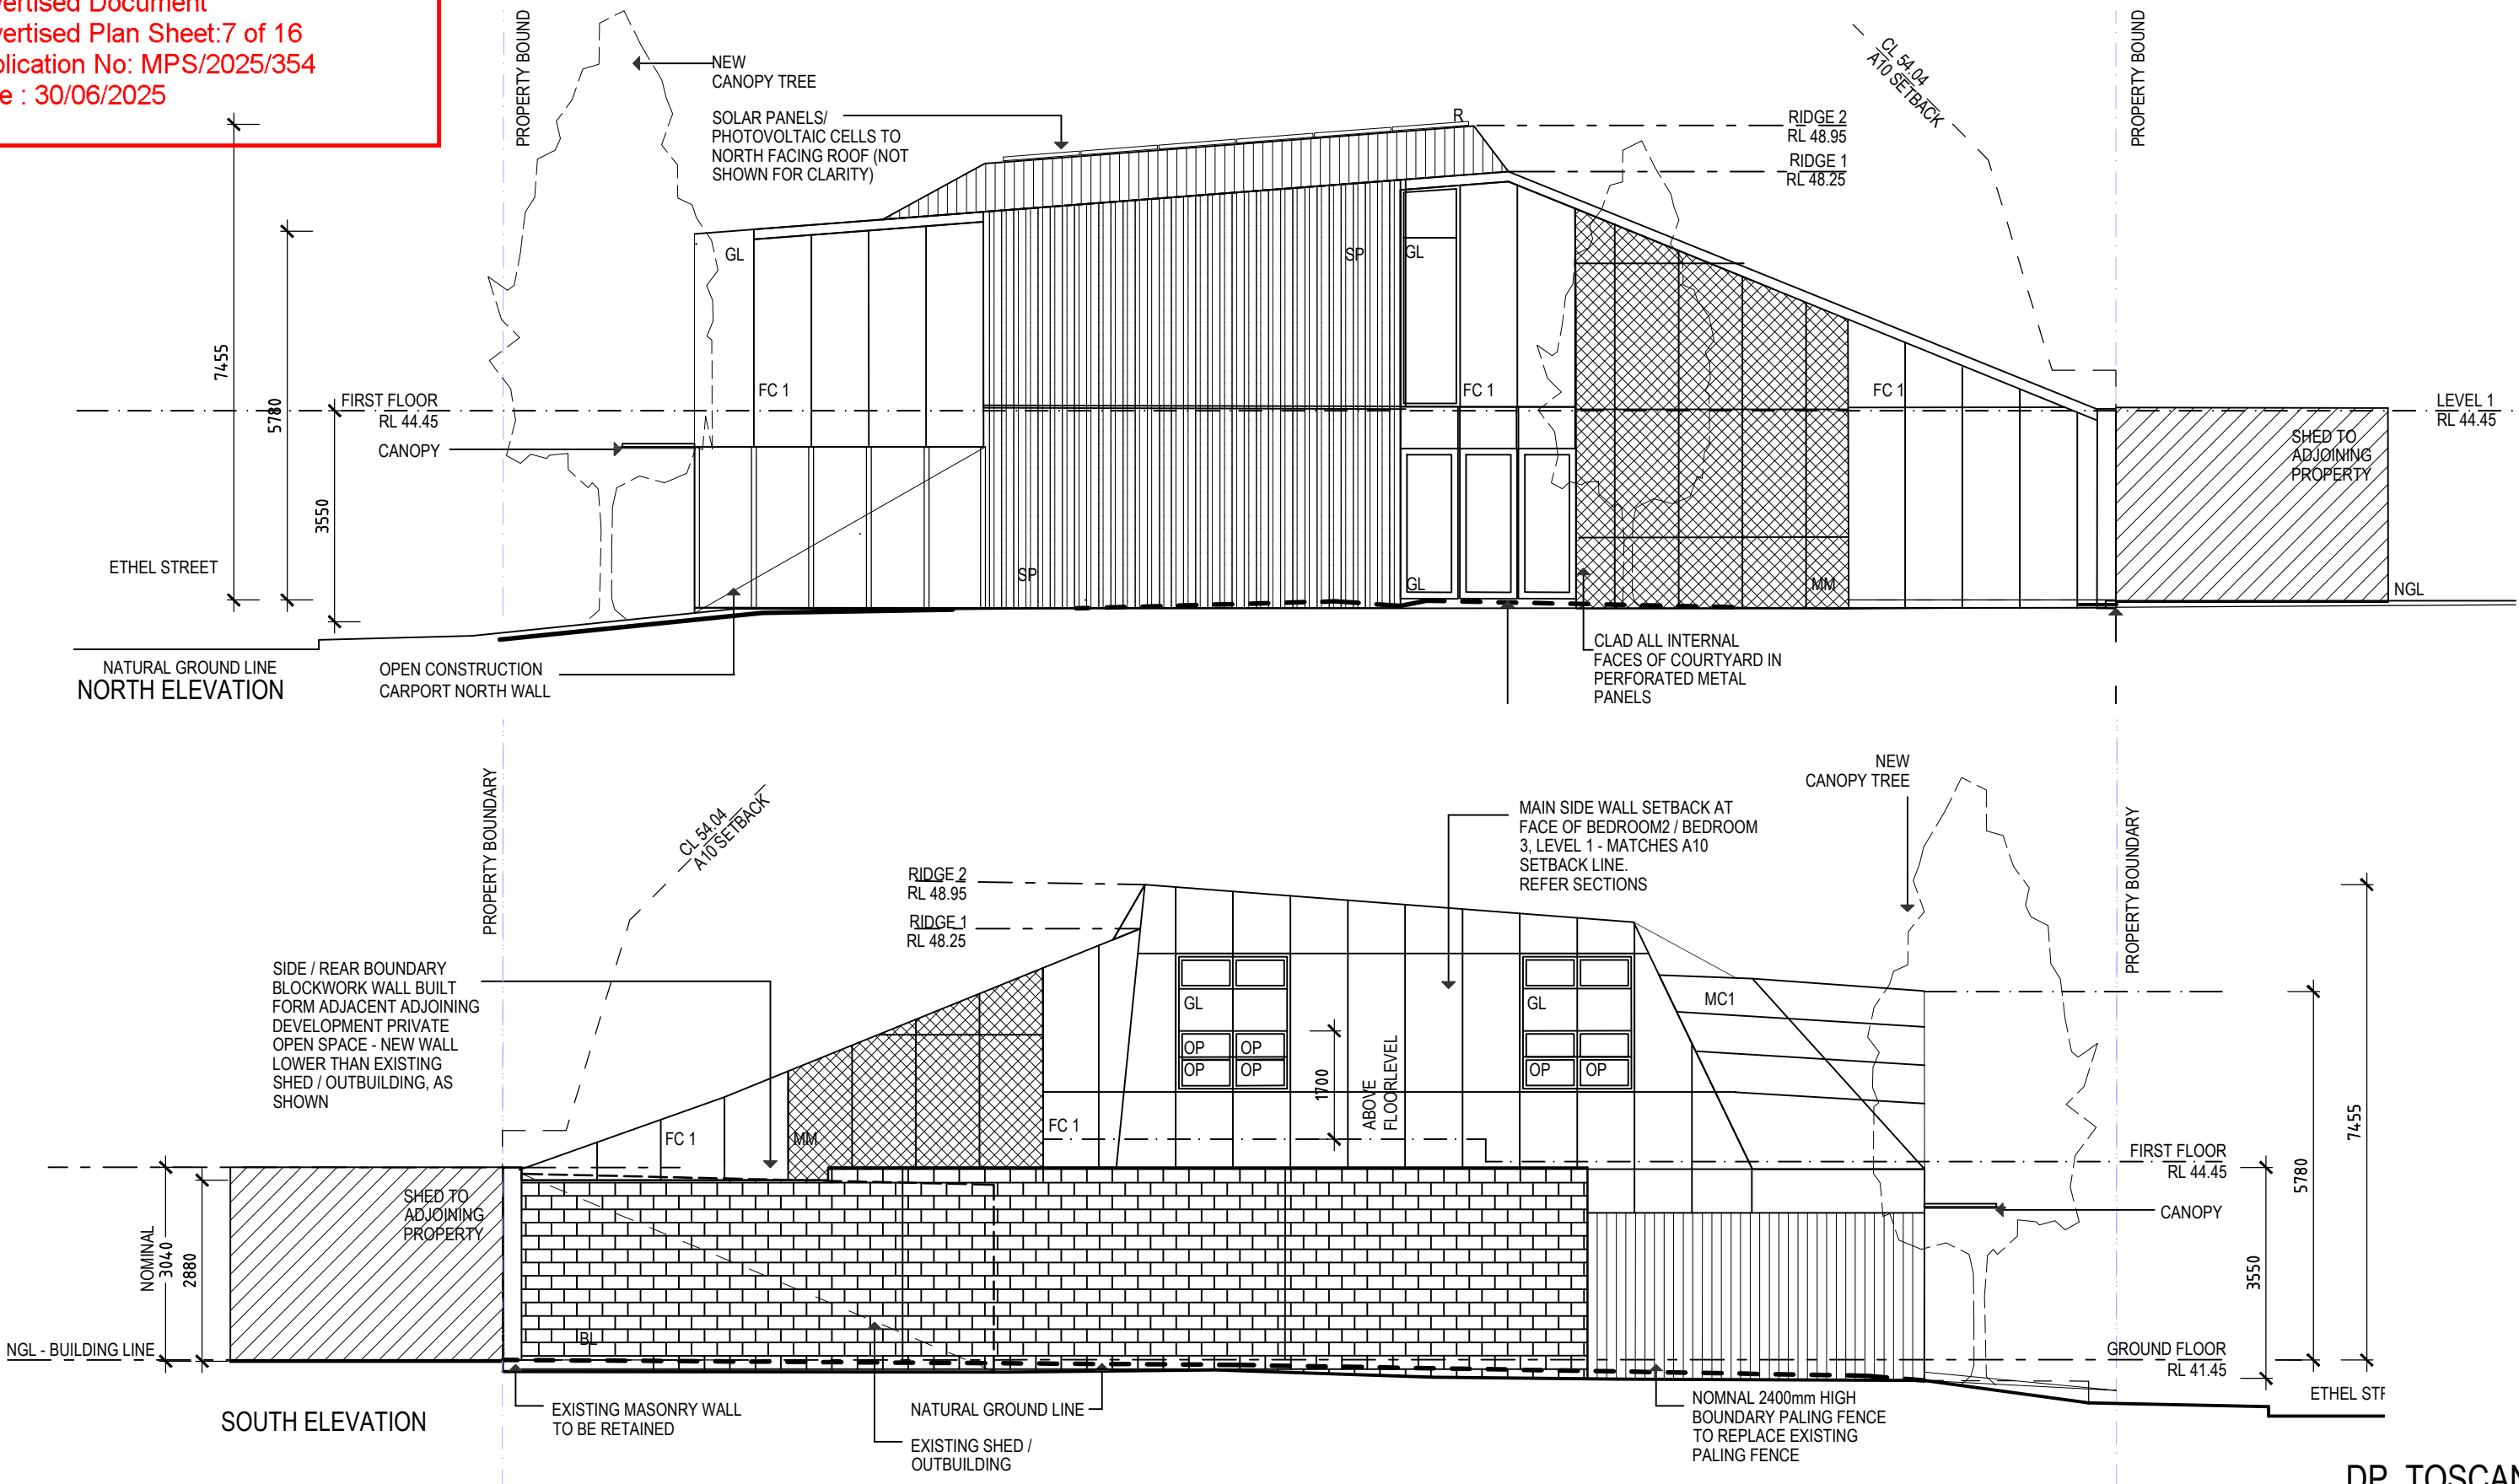 vertised Document
vertised Plan Sheet:7 of 16
plication No: MPS/2025/354
e : 30/06/2025
PROPERTY BOUND
NEW
CANOPY TREE
SOLAR PANELS/
PHOTOVOLTAIC CELLS TO
NORTH FACING ROOF (NOT
SHOWN FOR CLARITY)
R
RIDGE 2
RL 48.95
RIDGE 1
RL 48.25
CL 54.04
A10 SETBACK
PROPERTY BOUND
7455
5780
3550
FIRST FLOOR
RL 44.45
CANOPY
ETHEL STREET
GL
FC 1
SP
SP
GL
GL
FC 1
MM
FC 1
LEVEL 1
RL 44.45
SHED TO
ADJOINING
PROPERTY
NGL
NATURAL GROUND LINE
NORTH ELEVATION
OPEN CONSTRUCTION
CARPORT NORTH WALL
CLAD ALL INTERNAL
FACES OF COURTYARD IN
PERFORATED METAL
PANELS
PROPERTY BOUNDARY
CL 54.04
A10 SETBACK
RIDGE 2
RL 48.95
RIDGE 1
RL 48.25
MAIN SIDE WALL SETBACK AT
FACE OF BEDROOM2 / BEDROOM
3, LEVEL 1 - MATCHES A10
SETBACK LINE.
REFER SECTIONS
NEW
CANOPY TREE
PROPERTY BOUNDARY
SIDE / REAR BOUNDARY
BLOCKWORK WALL BUILT
FORM ADJACENT ADJOINING
DEVELOPMENT PRIVATE
OPEN SPACE - NEW WALL
LOWER THAN EXISTING
SHED / OUTBUILDING, AS
SHOWN
GL
OP OP
OP OP
1700
ABOVE
FLOORLEVEL
GL
OP OP
MC1
FC 1
MM
FC 1
7455
5780
3550
FIRST FLOOR
RL 44.45
CANOPY
SHED TO
ADJOINING
PROPERTY
NOMINAL
3040
2880
BL
NGL - BUILDING LINE
GROUND FLOOR
RL 41.45
ETHEL STR
SOUTH ELEVATION
EXISTING MASONRY WALL
TO BE RETAINED
NATURAL GROUND LINE
EXISTING SHED /
OUTBUILDING
NOMNAL 2400mm HIGH
BOUNDARY PALING FENCE
TO REPLACE EXISTING
PALING FENCE
DP TOSCAN